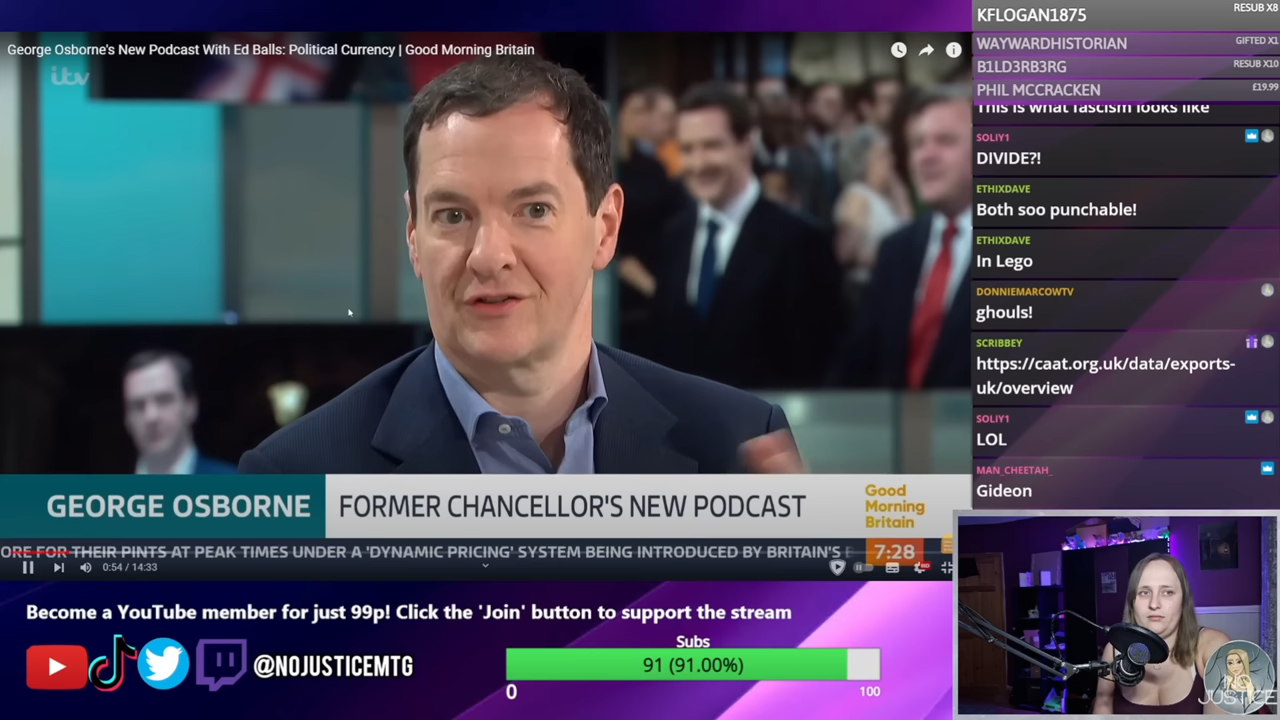 George Osborne's New Podcast With Ed Balls: Political Currency | Good Morning Britain
itv
GEORGE OSBORNE
FORMER CHANCELLOR'S NEW PODCAST
Good
Morning
Britain
ORE FOR THEIR PINTS AT PEAK TIMES UNDER A 'DYNAMIC PRICING' SYSTEM BEING INTRODUCED BY BRITAIN'S
7:28
0:54 / 14:33
HD
KFLOGAN1875 RESUB X8
WAYWARDHISTORIAN GIFTED X1
B1LD3RB3RG RESUB X10
PHIL MCCRACKEN £19.99
This is what fascism looks like
SOLIY1
DIVIDE?!
ETHIXDAVE
Both soo punchable!
ETHIXDAVE
In Lego
DONNIEMARCOWTV
ghouls!
SCRIBBEY
https://caat.org.uk/data/exports-
uk/overview
SOLIY1
LOL
MAN_CHEETAH_
Gideon
Become a YouTube member for just 99p! Click the 'Join' button to support the stream
@NOJUSTICEMTG
Subs
91 (91.00%)
0 100
NO
JUSTICE